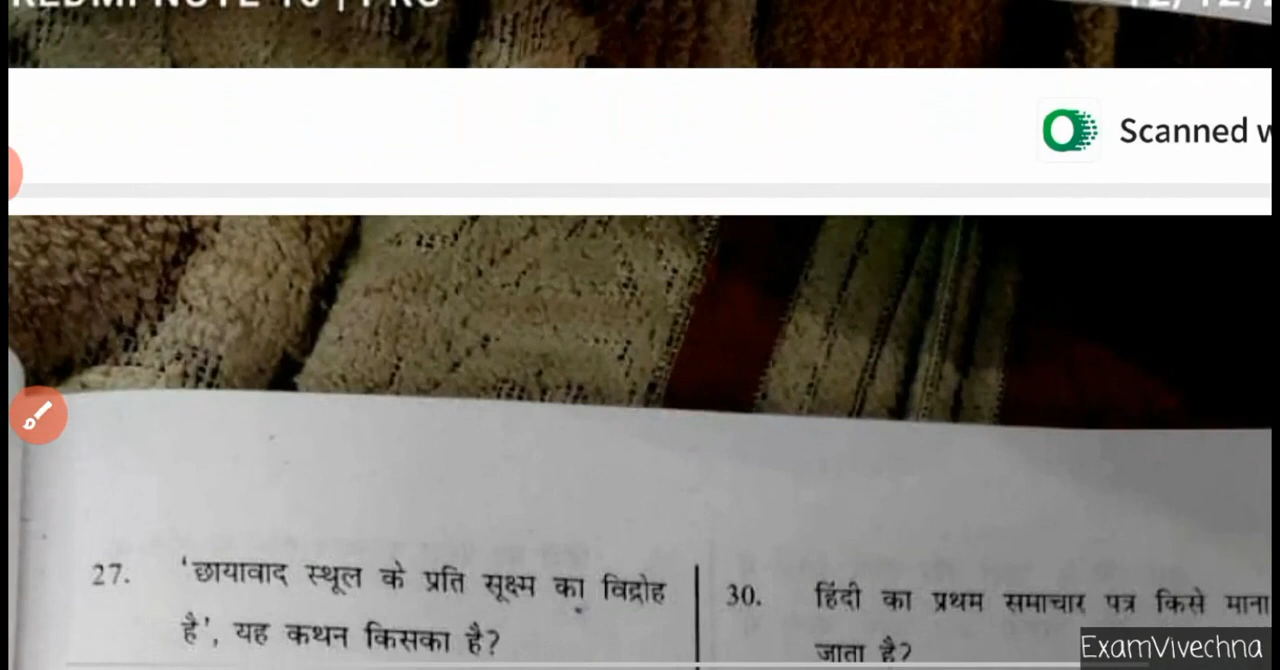 Scanned
27. 'छायावाद स्थूल के प्रति सूक्ष्म का विद्रोह
है', यह कथन किसका है?
30. हिंदी का प्रथम समाचार पत्र किसे माना
जाता है?
ExamVivechna